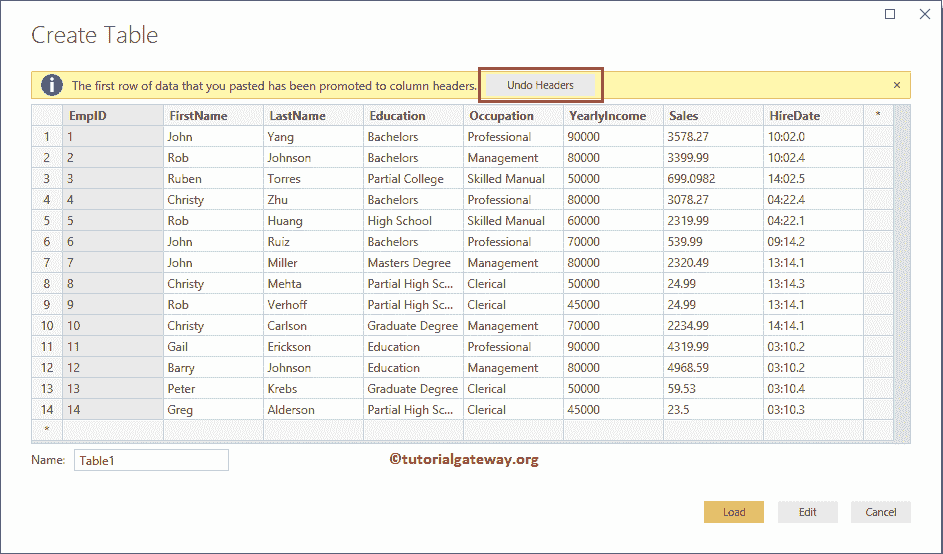 Create Table
The first row of data that you pasted has been promoted to column headers. Undo Headers
EmpID FirstName LastName Education Occupation YearlyIncome Sales HireDate *
1 1 John Yang Bachelors Professional 90000 3578.27 10:02.0
2 2 Rob Johnson Bachelors Management 80000 3399.99 10:02.4
3 3 Ruben Torres Partial College Skilled Manual 50000 699.0982 14:02.5
4 4 Christy Zhu Bachelors Professional 80000 3078.27 04:22.4
5 5 Rob Huang High School Skilled Manual 60000 2319.99 04:22.1
6 6 John Ruiz Bachelors Professional 70000 539.99 09:14.2
7 7 John Miller Masters Degree Management 80000 2320.49 13:14.1
8 8 Christy Mehta Partial High Sc... Clerical 50000 24.99 13:14.3
9 9 Rob Verhoff Partial High Sc... Clerical 45000 24.99 13:14.1
10 10 Christy Carlson Graduate Degree Management 70000 2234.99 14:14.1
11 11 Gail Erickson Education Professional 90000 4319.99 03:10.2
12 12 Barry Johnson Education Management 80000 4968.59 03:10.2
13 13 Peter Krebs Graduate Degree Clerical 50000 59.53 03:10.4
14 14 Greg Alderson Partial High Sc... Clerical 45000 23.5 03:10.3
*
Name: Table1
©tutorialgateway.org
Load Edit Cancel